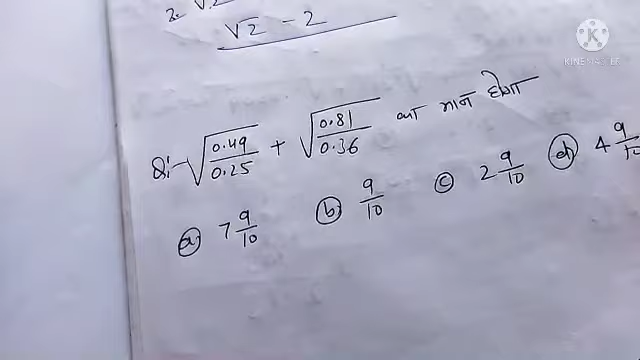 √2 - 2
KINEMASTER
Q:- √(0.49/0.25) + √(0.81/0.36) का मान होगा
(a) 7 9/10 (b) 9/10 (c) 2 9/10 (d) 4 9/10